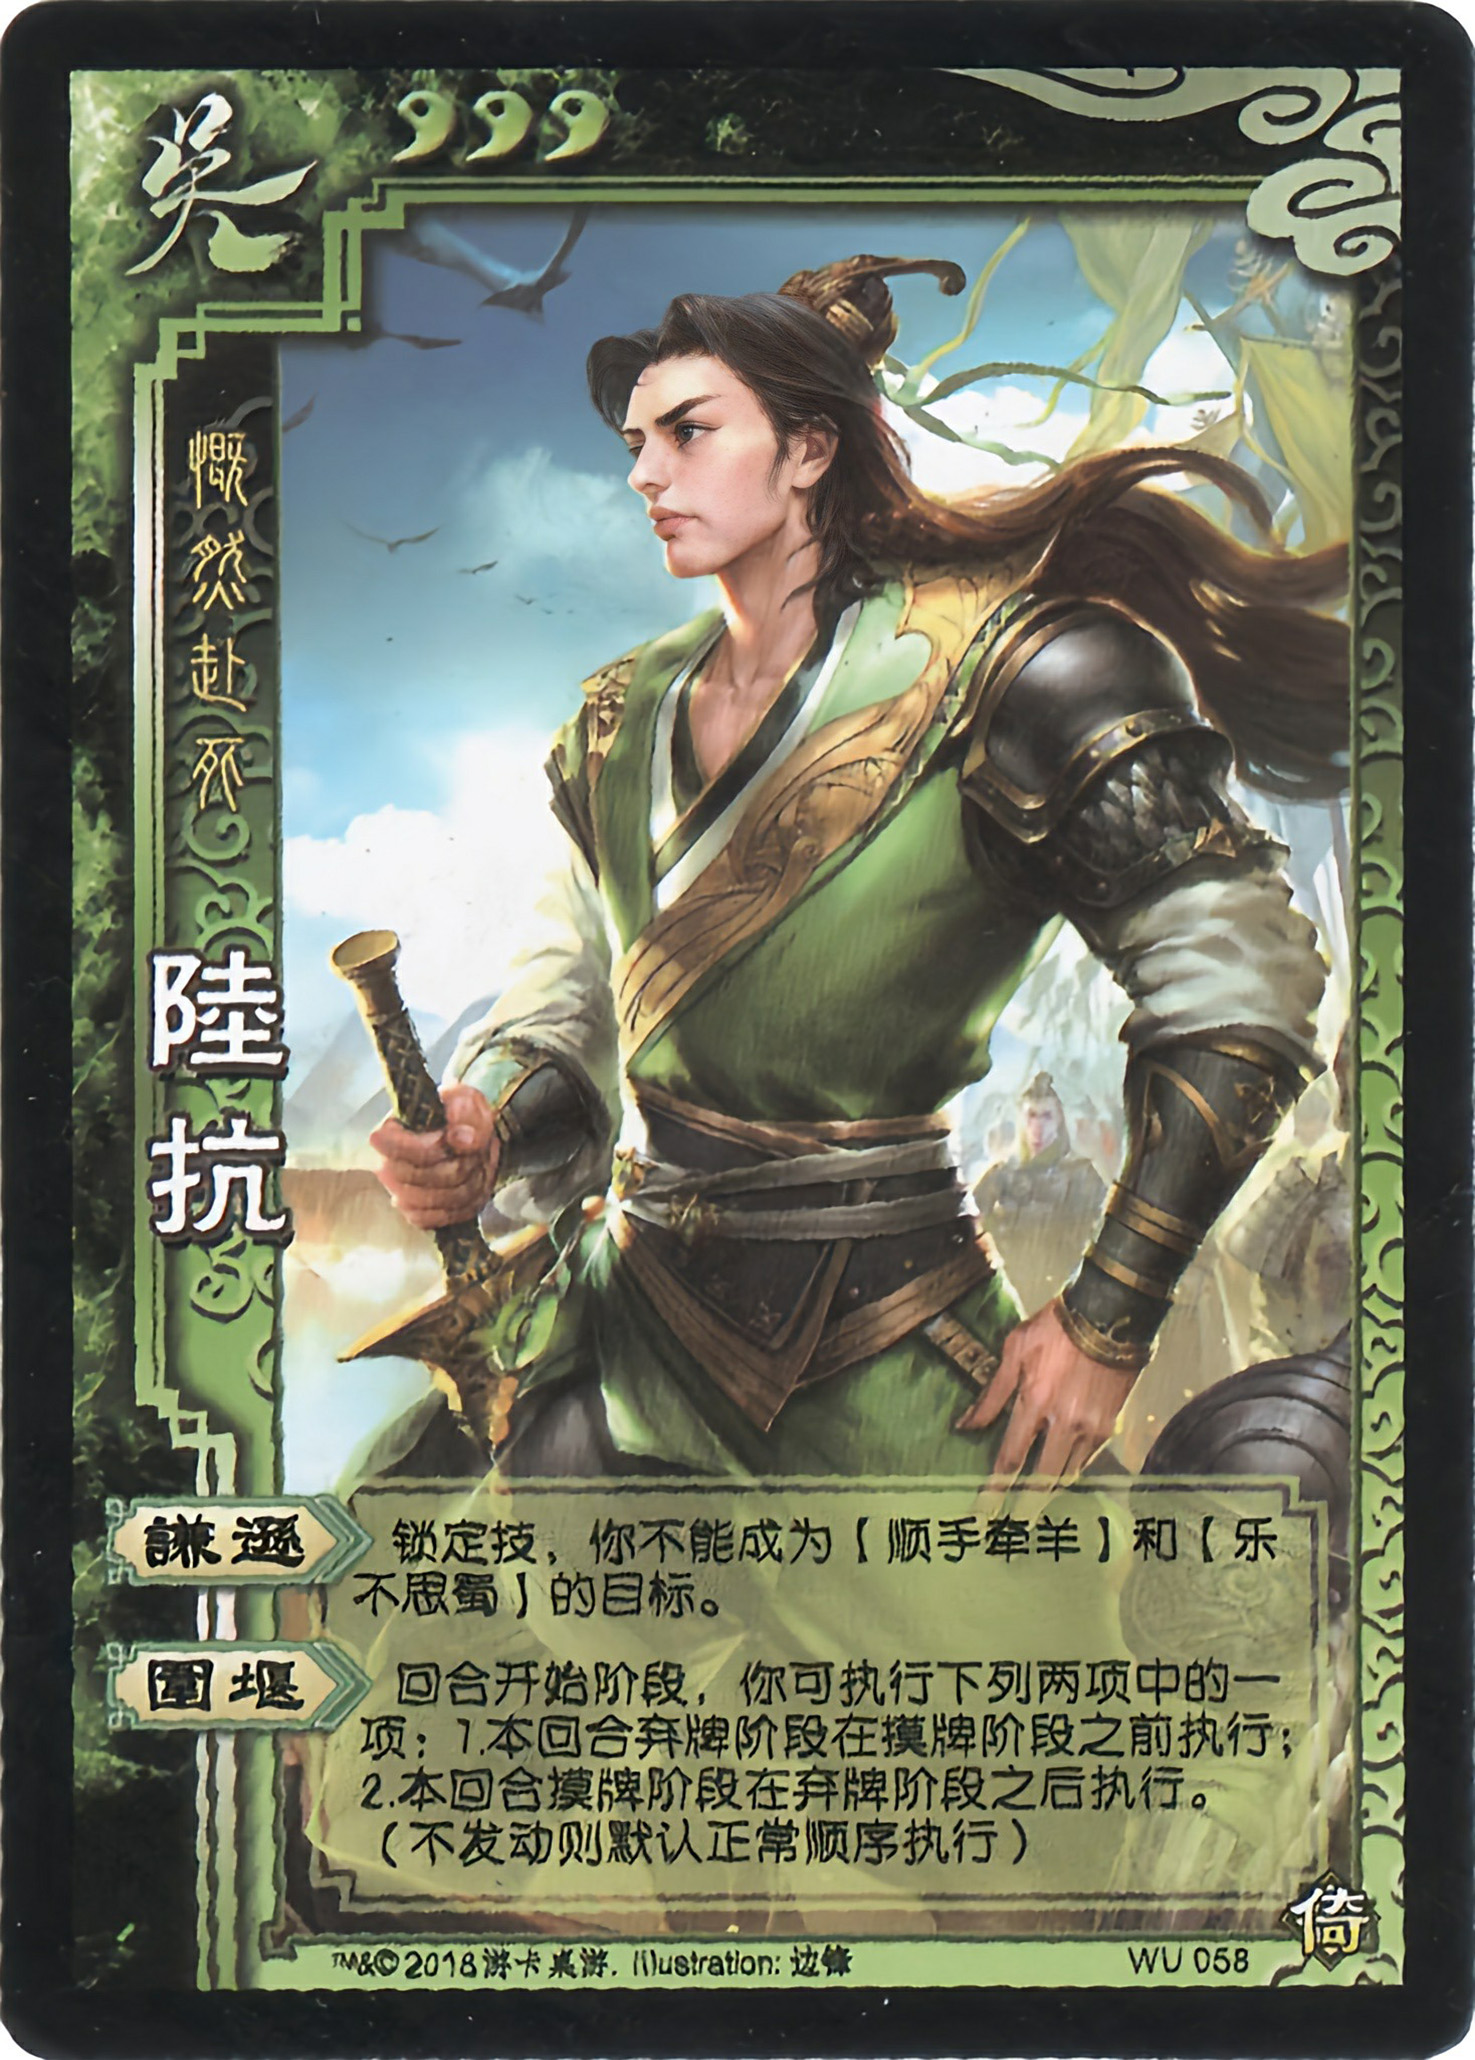 吴
慨然赴死
陸抗
謙遜
锁定技，你不能成为【顺手牵羊】和【乐
不思蜀】的目标。
圍堰
回合开始阶段，你可执行下列两项中的一
项：1.本回合弃牌阶段在摸牌阶段之前执行；
2.本回合摸牌阶段在弃牌阶段之后执行。
（不发动则默认正常顺序执行）
倚
™&©2018游卡桌游. Illustration: 边锋
WU 058